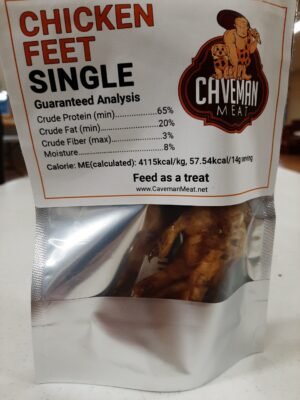 CHICKEN
FEET
SINGLE
CAVEMAN
MEAT
Guaranteed Analysis
Crude Protein (min)..................65%
Crude Fat (min).......................20%
Crude Fiber (max)......................3%
Moisture..................................8%
Calorie: ME(calculated): 4115kcal/kg, 57.54kcal/14g serving
Feed as a treat
www.CavemanMeat.net